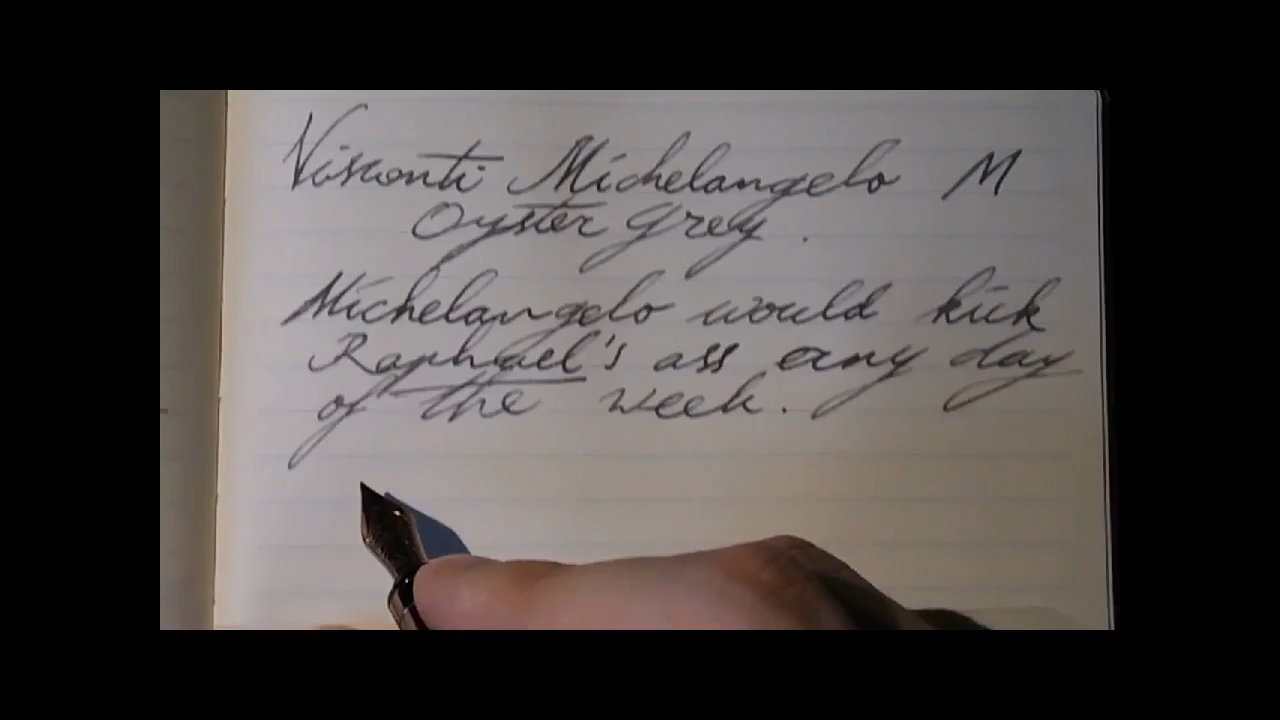 Visconti Michelangelo M
Oyster Grey.
Michelangelo would kick
Raphael's ass any day
of the week.